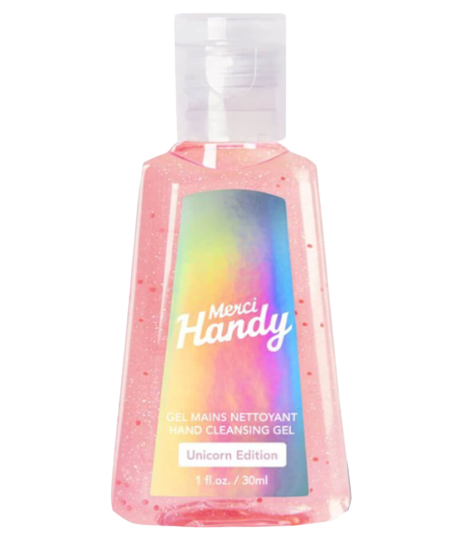 Merci
Handy
GEL MAINS NETTOYANT
HAND CLEANSING GEL
Unicorn Edition
1 fl.oz. / 30ml